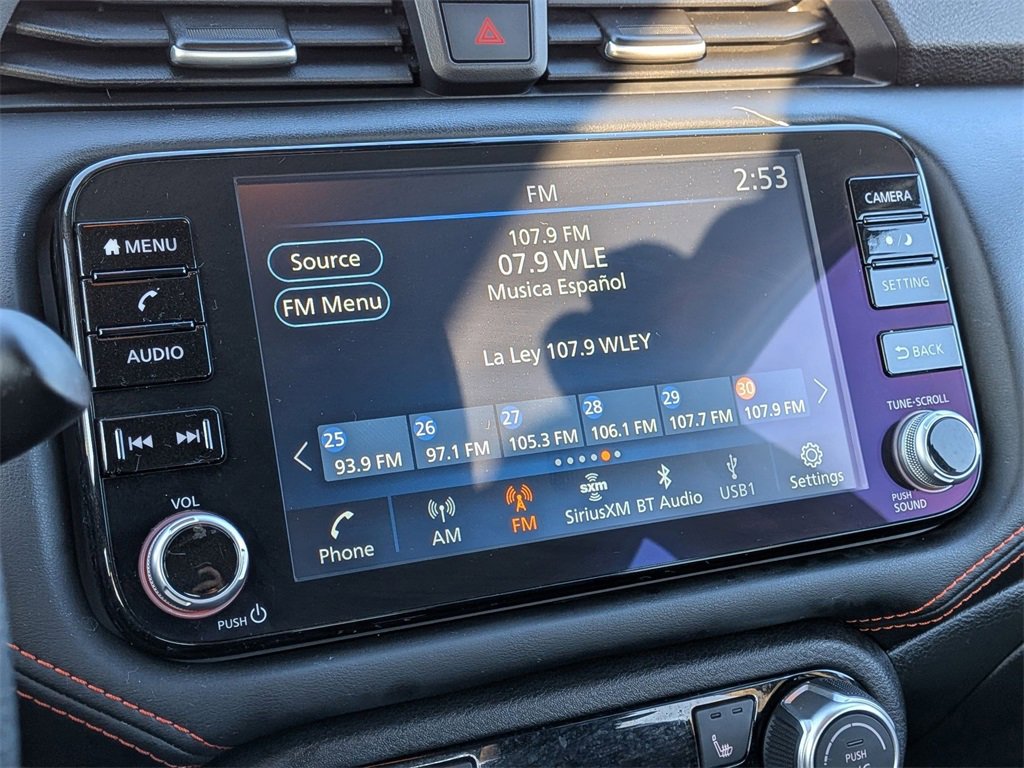 FM
2:53
107.9 FM
07.9 WLE
Musica Español
La Ley 107.9 WLEY
Source
FM Menu
25 93.9 FM
26 97.1 FM
27 105.3 FM
28 106.1 FM
29 107.7 FM
30 107.9 FM
Phone
AM
FM
sxm
SiriusXM
BT Audio
USB1
Settings
MENU
AUDIO
VOL
PUSH
CAMERA
SETTING
BACK
TUNE·SCROLL
PUSH
SOUND
PUSH